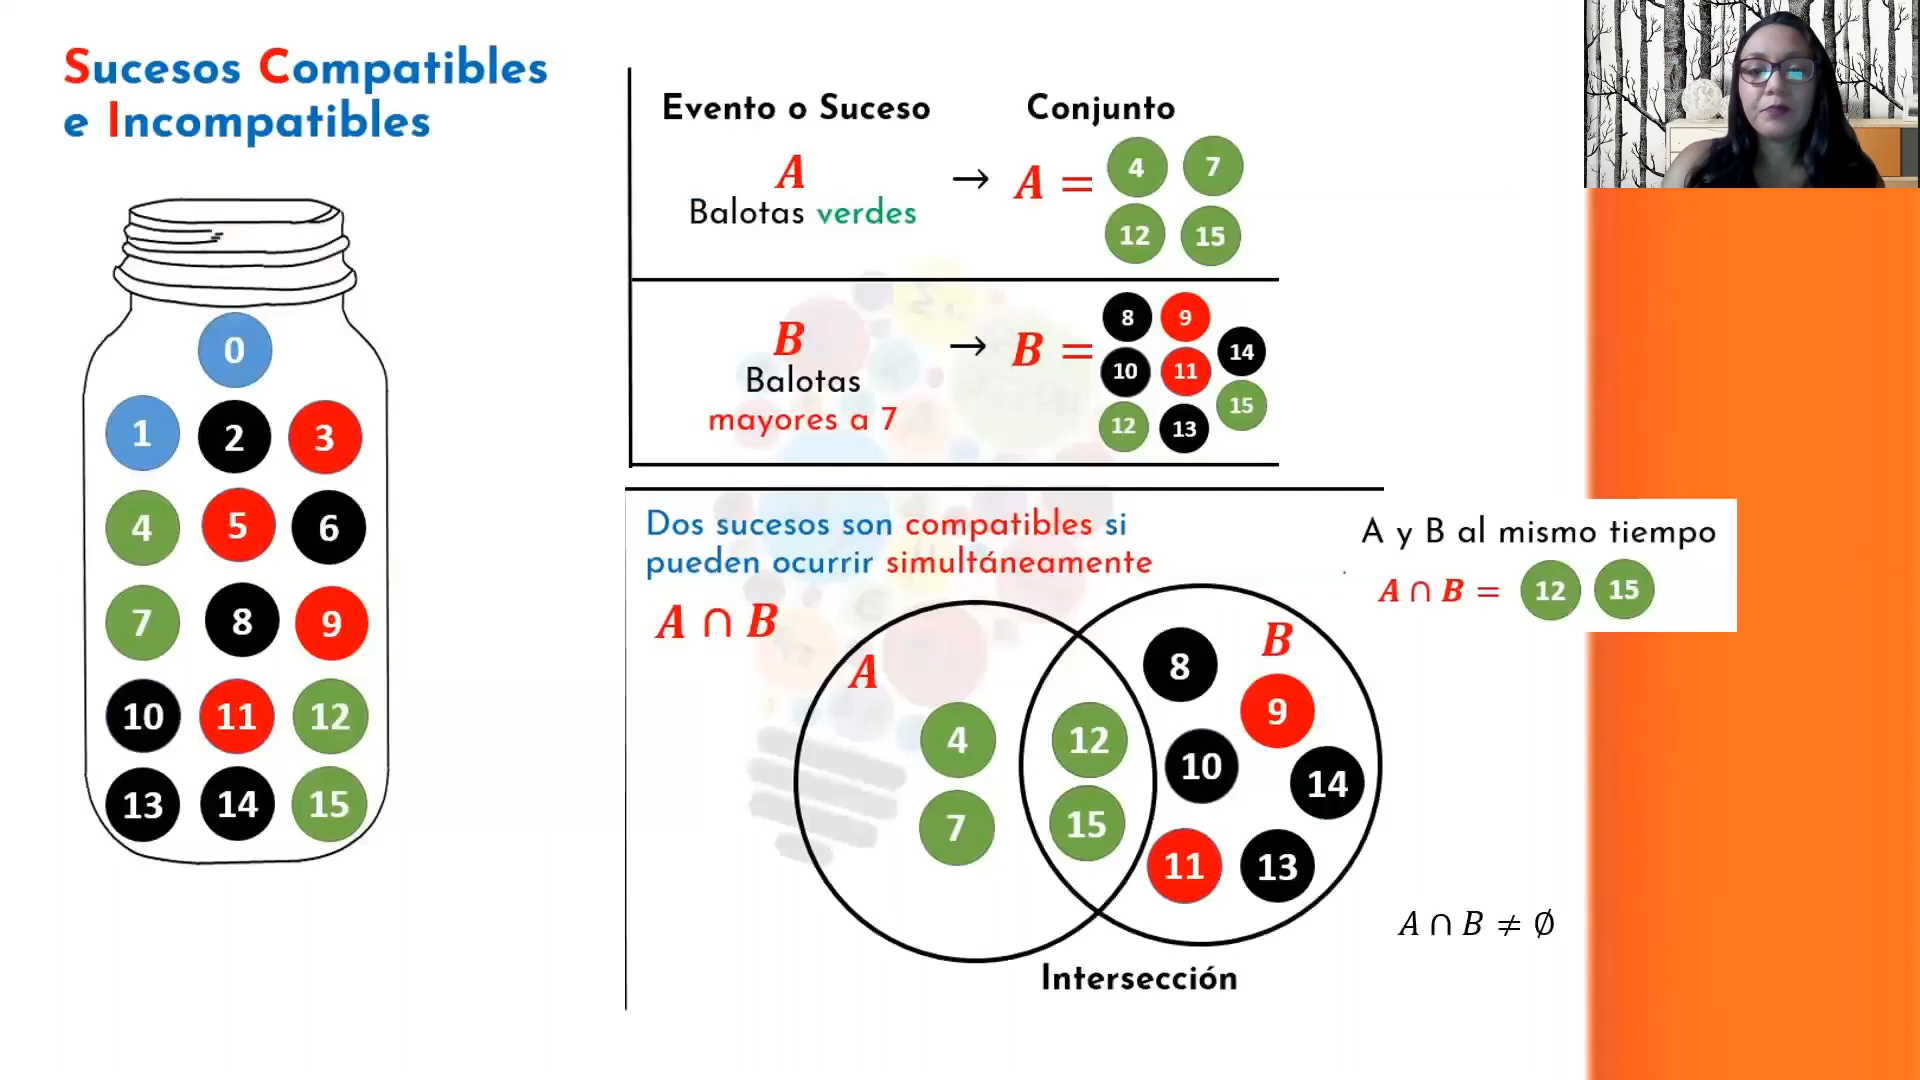 Sucesos Compatibles
e Incompatibles
0
1 2 3
4 5 6
7 8 9
10 11 12
13 14 15
Evento o Suceso Conjunto
A → A = 4 7
Balotas verdes
12 15
B → B = 8 9
14
10 11
Balotas
15
mayores a 7
12 13
Dos sucesos son compatibles si
pueden ocurrir simultáneamente
A ∩ B
A y B al mismo tiempo
A ∩ B = 12 15
A
B
4 12 8 9
10 14
7 15 11 13
A ∩ B ≠ ∅
Intersección